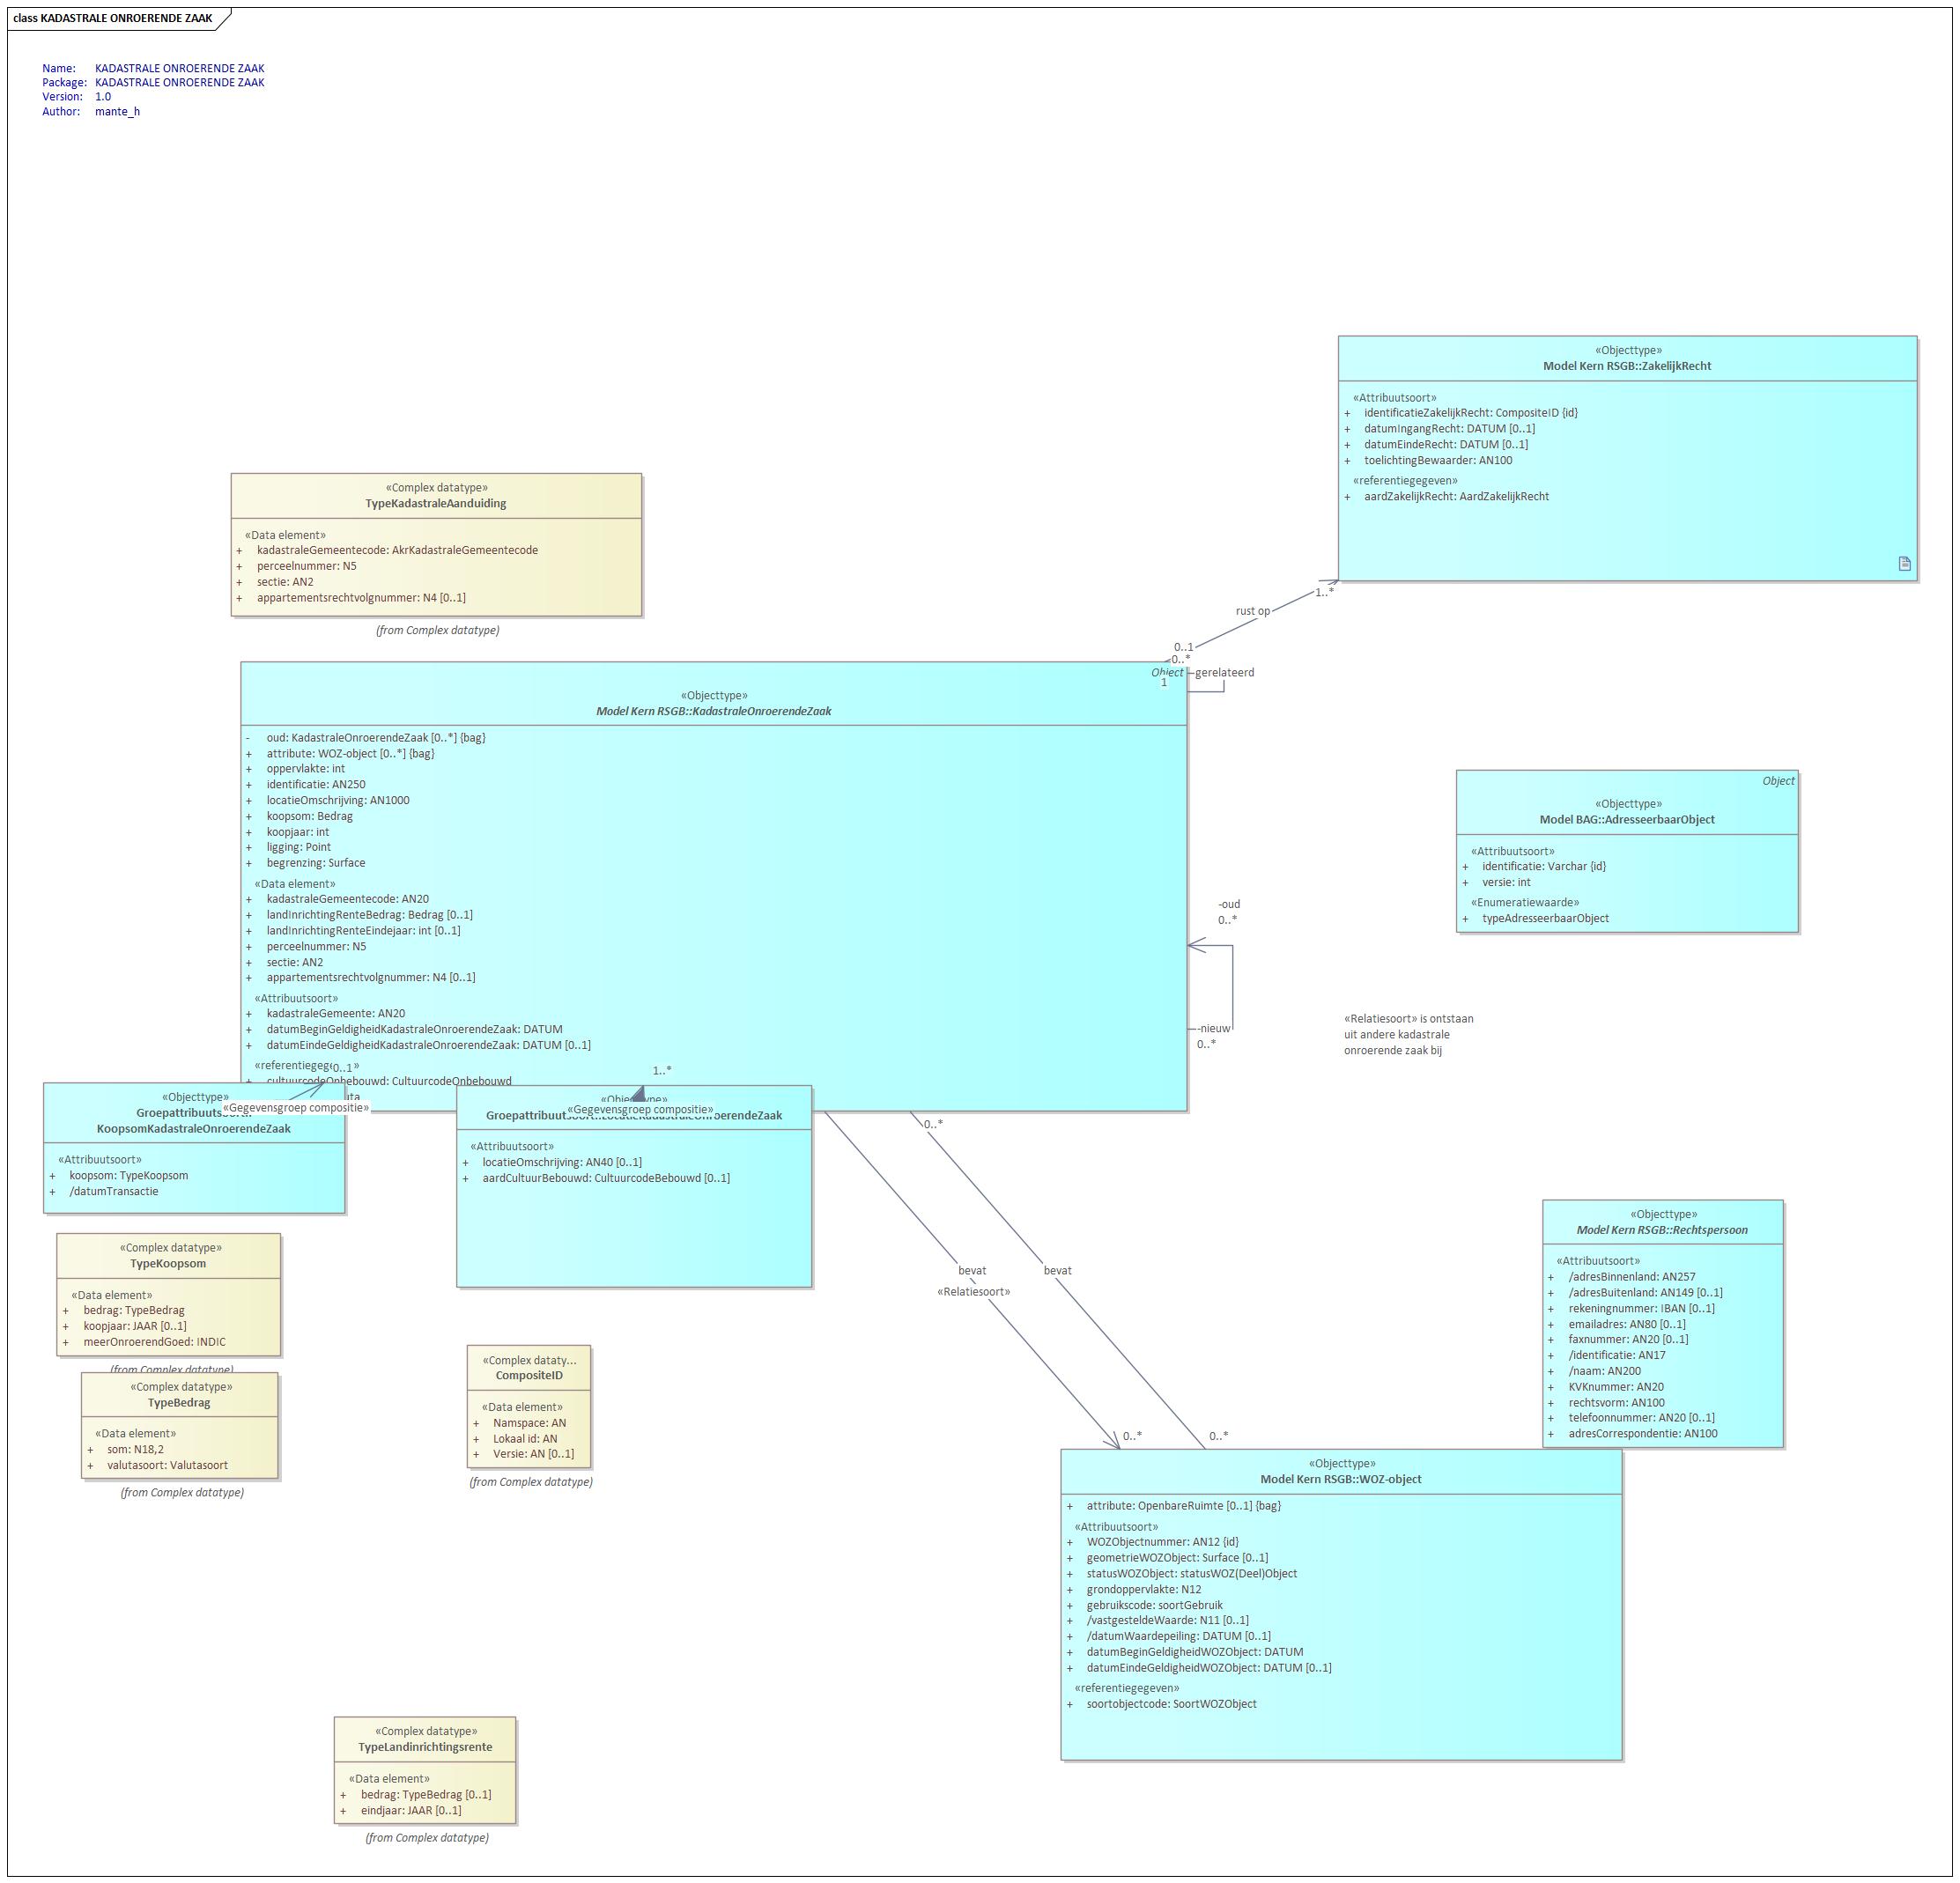 class KADASTRALE ONROERENDE ZAAK
Name: KADASTRALE ONROERENDE ZAAK
Package: KADASTRALE ONROERENDE ZAAK
Version: 1.0
Author: mante_h
«Objecttype»
Model Kern RSGB::ZakelijkRecht
«Attribuutsoort»
+ identificatieZakelijkRecht: CompositeID {id}
+ datumIngangRecht: DATUM [0..1]
+ datumEindeRecht: DATUM [0..1]
+ toelichtingBewaarder: AN100
«referentiegegeven»
+ aardZakelijkRecht: AardZakelijkRecht
«Complex datatype»
TypeKadastraleAanduiding
«Data element»
+ kadastraleGemeentecode: AkrKadastraleGemeentecode
+ perceelnummer: N5
+ sectie: AN2
+ appartementsrechtvolgnummer: N4 [0..1]
(from Complex datatype)
1..*
rust op
0..1
0..*
Object
gerelateerd
1
«Objecttype»
Model Kern RSGB::KadastraleOnroerendeZaak
- oud: KadastraleOnroerendeZaak [0..*] {bag}
+ attribute: WOZ-object [0..*] {bag}
+ oppervlakte: int
+ identificatie: AN250
+ locatieOmschrijving: AN1000
+ koopsom: Bedrag
+ koopjaar: int
+ ligging: Point
+ begrenzing: Surface
«Data element»
+ kadastraleGemeentecode: AN20
+ landInrichtingRenteBedrag: Bedrag [0..1]
+ landInrichtingRenteEindejaar: int [0..1]
+ perceelnummer: N5
+ sectie: AN2
+ appartementsrechtvolgnummer: N4 [0..1]
«Attribuutsoort»
+ kadastraleGemeente: AN20
+ datumBeginGeldigheidKadastraleOnroerendeZaak: DATUM
+ datumEindeGeldigheidKadastraleOnroerendeZaak: DATUM [0..1]
0..1
+ cultuurcodeOnbebouwd: CultuurcodeOnbebouwd
1..*
-oud
0..*
-nieuw
0..*
Object
«Objecttype»
Model BAG::AdresseerbaarObject
«Attribuutsoort»
+ identificatie: Varchar {id}
+ versie: int
«Enumeratiewaarde»
+ typeAdresseerbaarObject
«Relatiesoort» is ontstaan
uit andere kadastrale
onroerende zaak bij
«Objecttype»
«Gegevensgroep compositie»
KoopsomKadastraleOnroerendeZaak
«Attribuutsoort»
+ koopsom: TypeKoopsom
+ /datumTransactie
«Gegevensgroep compositie»
«Attribuutsoort»
+ locatieOmschrijving: AN40 [0..1]
+ aardCultuurBebouwd: CultuurcodeBebouwd [0..1]
0..*
bevat
«Relatiesoort»
bevat
0..*
0..*
«Complex datatype»
TypeKoopsom
«Data element»
+ bedrag: TypeBedrag
+ koopjaar: JAAR [0..1]
+ meerOnroerendGoed: INDIC
(from Complex datatype)
«Complex datatype»
TypeBedrag
«Data element»
+ som: N18,2
+ valutasoort: Valutasoort
(from Complex datatype)
«Complex dataty...
CompositeID
«Data element»
+ Namspace: AN
+ Lokaal id: AN
+ Versie: AN [0..1]
(from Complex datatype)
«Objecttype»
Model Kern RSGB::Rechtspersoon
«Attribuutsoort»
+ /adresBinnenland: AN257
+ /adresBuitenland: AN149 [0..1]
+ rekeningnummer: IBAN [0..1]
+ emailadres: AN80 [0..1]
+ faxnummer: AN20 [0..1]
+ /identificatie: AN17
+ /naam: AN200
+ KVKnummer: AN20
+ rechtsvorm: AN100
+ telefoonnummer: AN20 [0..1]
+ adresCorrespondentie: AN100
«Objecttype»
Model Kern RSGB::WOZ-object
+ attribute: OpenbareRuimte [0..1] {bag}
«Attribuutsoort»
+ WOZObjectnummer: AN12 {id}
+ geometrieWOZObject: Surface [0..1]
+ statusWOZObject: statusWOZ(Deel)Object
+ grondoppervlakte: N12
+ gebruikscode: soortGebruik
+ /vastgesteldeWaarde: N11 [0..1]
+ /datumWaardepeiling: DATUM [0..1]
+ datumBeginGeldigheidWOZObject: DATUM
+ datumEindeGeldigheidWOZObject: DATUM [0..1]
«referentiegegeven»
+ soortobjectcode: SoortWOZObject
«Complex datatype»
TypeLandinrichtingsrente
«Data element»
+ bedrag: TypeBedrag [0..1]
+ eindjaar: JAAR [0..1]
(from Complex datatype)